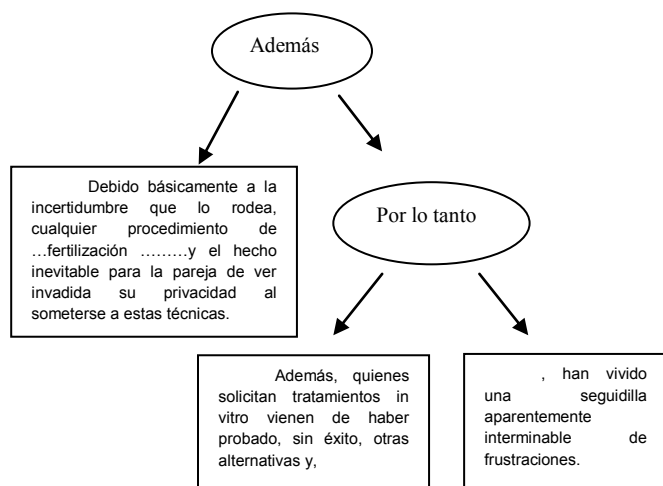 Además
Debido básicamente a la
incertidumbre que lo rodea,
cualquier procedimiento de
…fertilización ………y el hecho
inevitable para la pareja de ver
invadida su privacidad al
someterse a estas técnicas.
Por lo tanto
Además, quienes
solicitan tratamientos in
vitro vienen de haber
probado, sin éxito, otras
alternativas y,
, han vivido
una seguidilla
aparentemente
interminable de
frustraciones.